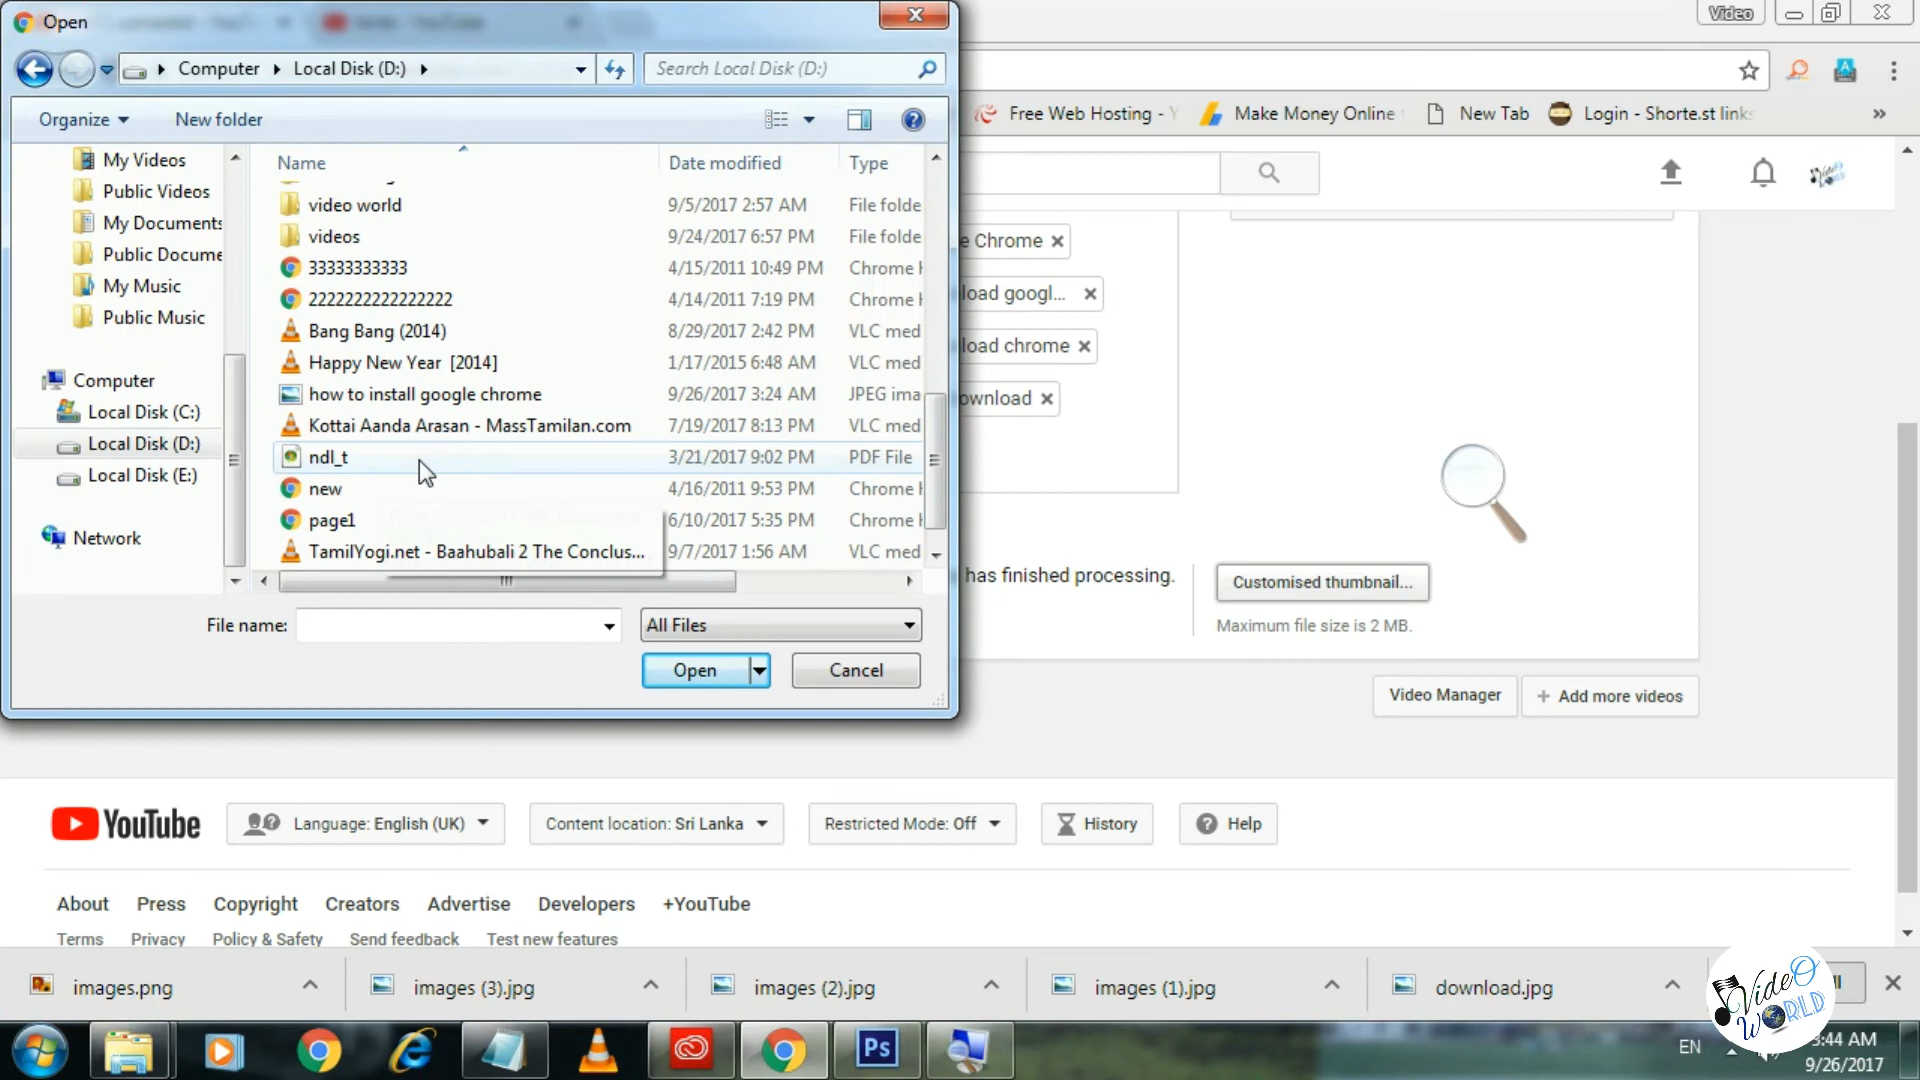 Open
Video
Computer
Local Disk (D:)
Search Local Disk (D:)
Organize
New folder
Free Web Hosting - Y
Make Money Online
New Tab
Login - Shorte.st link
»
My Videos
Public Videos
My Documents
Public Docume
My Music
Public Music
Computer
Local Disk (C:)
Local Disk (D:)
Local Disk (E:)
Network
Name Date modified Type
video world 9/5/2017 2:57 AM File folde
videos 9/24/2017 6:57 PM File folde
33333333333 4/15/2011 10:49 PM Chrome H
2222222222222222 4/14/2011 7:19 PM Chrome H
Bang Bang (2014) 8/29/2017 2:42 PM VLC med
Happy New Year [2014] 1/17/2015 6:48 AM VLC med
how to install google chrome 9/26/2017 3:24 AM JPEG ima
Kottai Aanda Arasan - MassTamilan.com 7/19/2017 8:13 PM VLC med
ndl_t 3/21/2017 9:02 PM PDF File
new 4/16/2011 9:53 PM Chrome H
page1 6/10/2017 5:35 PM Chrome H
TamilYogi.net - Baahubali 2 The Conclus... 9/7/2017 1:56 AM VLC med
File name:
All Files
Open
Cancel
e Chrome
load googl...
load chrome
ownload
has finished processing.
Customised thumbnail...
Maximum file size is 2 MB.
Video Manager
+ Add more videos
YouTube
Language: English (UK)
Content location: Sri Lanka
Restricted Mode: Off
History
Help
About Press Copyright Creators Advertise Developers +YouTube
Terms Privacy Policy & Safety Send feedback Test new features
images.png
images (3).jpg
images (2).jpg
images (1).jpg
download.jpg
VideO
WORLD
Ps
EN
3:44 AM
9/26/2017